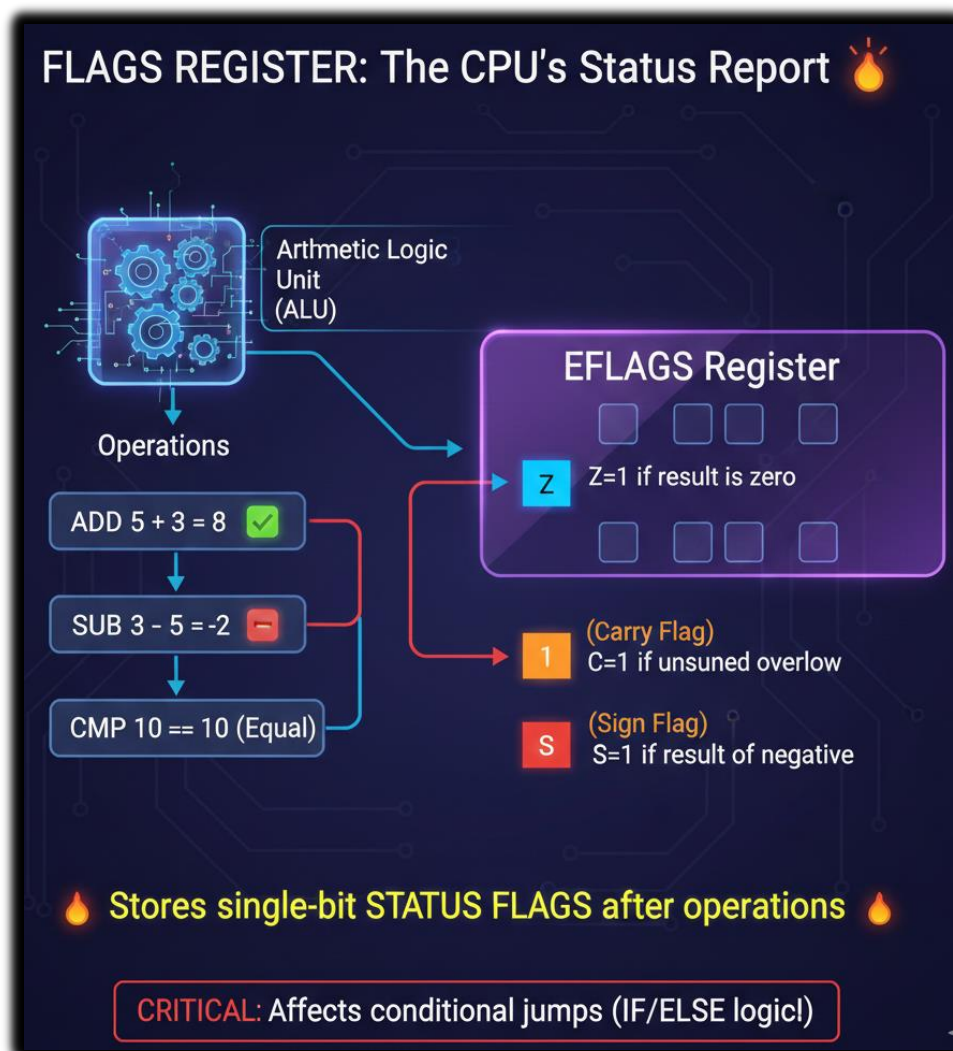 FLAGS REGISTER: The CPU's Status Report
Arthmetic Logic
Unit
(ALU)
EFLAGS Register
Operations
Z
Z=1 if result is zero
ADD 5 + 3 = 8
SUB 3 - 5 = -2
CMP 10 == 10 (Equal)
1
(Carry Flag)
C=1 if unsuned overlow
S
(Sign Flag)
S=1 if result of negative
Stores single-bit STATUS FLAGS after operations
CRITICAL: Affects conditional jumps (IF/ELSE logic!)